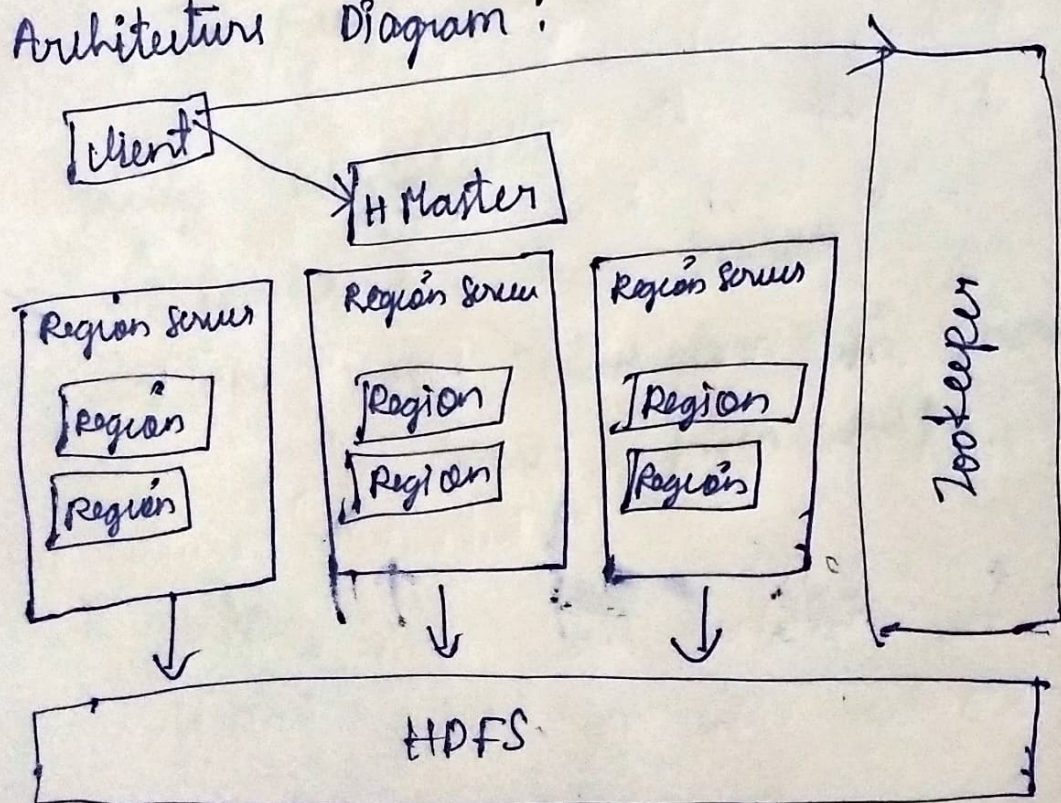 Architecture Diagram :
Client
H Master
Region Server
Region Server
Region Server
Region
Region
Region
Region
Region
Region
Zookeeper
HDFS